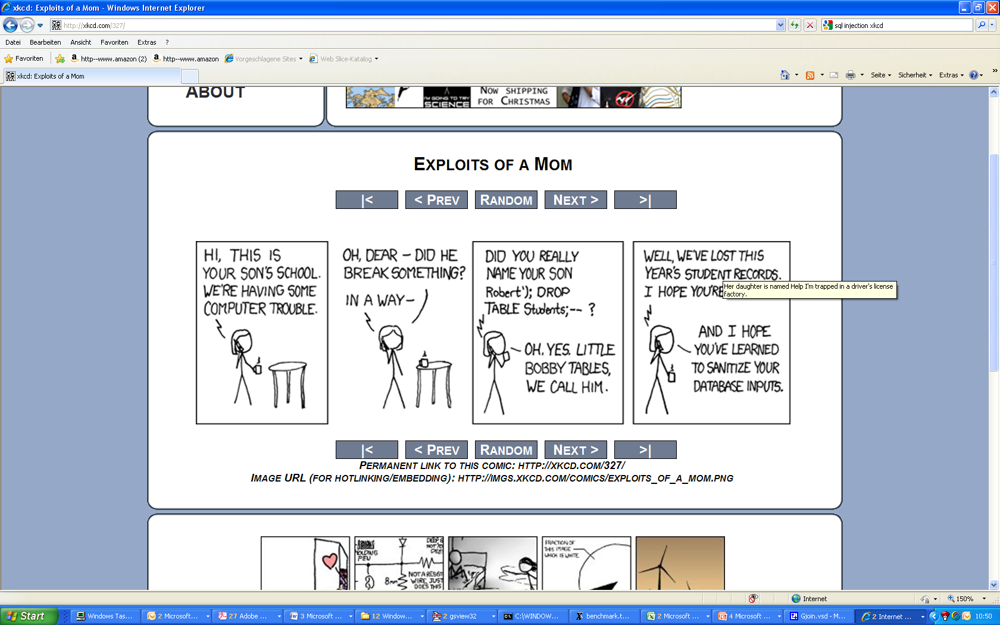 xkcd: Exploits of a Mom - Windows Internet Explorer
http://xkcd.com/327/
sql injection xkcd
Datei Bearbeiten Ansicht Favoriten Extras ?
Favoriten http--www.amazon (2) http--www.amazon Vorgeschlagene Sites Web Slice-Katalog
xkcd: Exploits of a Mom
Seite Sicherheit Extras
ABOUT
I'M GOING TO TRY
SCIENCE
NOW SHIPPING
FOR CHRISTMAS
EXPLOITS OF A MOM
|< < PREV RANDOM NEXT > >|
HI, THIS IS
YOUR SON'S SCHOOL.
WE'RE HAVING SOME
COMPUTER TROUBLE.
OH, DEAR – DID HE
BREAK SOMETHING?
IN A WAY–
DID YOU REALLY
NAME YOUR SON
Robert'); DROP
TABLE Students;-- ?
OH, YES. LITTLE
BOBBY TABLES,
WE CALL HIM.
WELL, WE'VE LOST THIS
YEAR'S STUDENT RECORDS.
I HOPE YOU'RE
Her daughter is named Help I'm trapped in a driver's license
factory.
AND I HOPE
YOU'VE LEARNED
TO SANITIZE YOUR
DATABASE INPUTS.
|< < PREV RANDOM NEXT > >|
PERMANENT LINK TO THIS COMIC: HTTP://XKCD.COM/327/
IMAGE URL (FOR HOTLINKING/EMBEDDING): HTTP://IMGS.XKCD.COM/COMICS/EXPLOITS_OF_A_MOM.PNG
HOLDING
PEN
8mm
NOT A RESISTOR
WIRE JUST
DOES THIS
FRACTION OF
THIS IMAGE
WHICH IS WHITE
Internet 150%
Start Windows Tas... 2 Microsoft... 27 Adobe ... 3 Microsoft ... 12 Window... 2 gsview32 C:\WINDOW... benchmark.t... 2 Microsoft ... 4 Microsoft ... Gjoin.vsd - M... 2 Internet ... 10:50